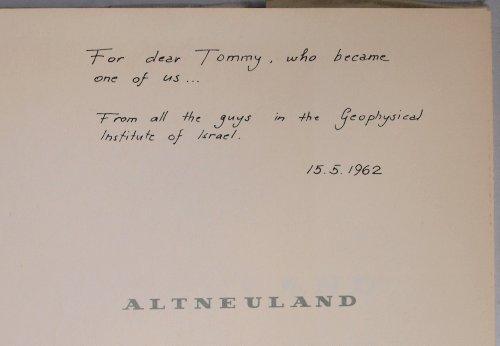 For dear Tommy, who became
one of us...
From all the guys in the Geophysical
Institute of Israel.
15.5.1962
ALTNEULAND